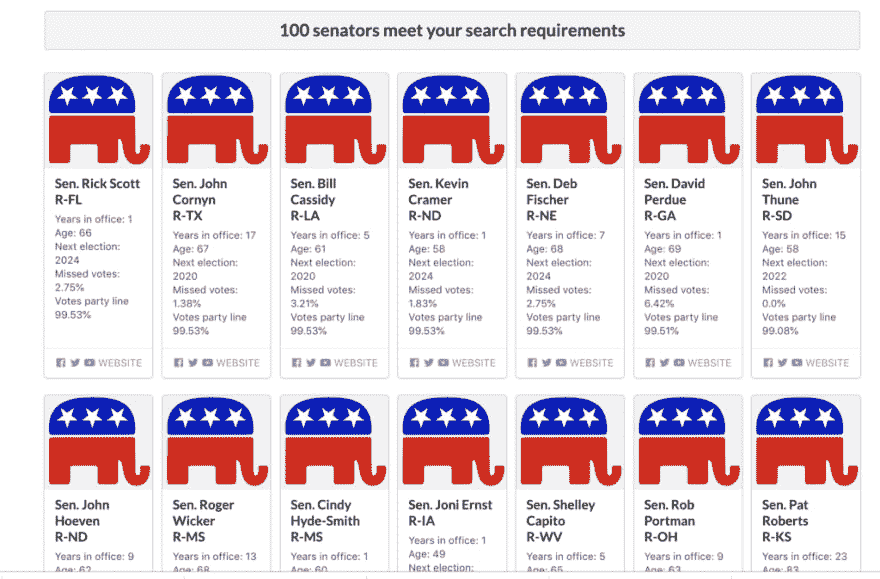 100 senators meet your search requirements
Sen. Rick Scott
R-FL
Years in office: 1
Age: 66
Next election:
2024
Missed votes:
2.75%
Votes party line
99.53%
WEBSITE
Sen. John
Cornyn
R-TX
Years in office: 17
Age: 67
Next election:
2020
Missed votes:
1.38%
Votes party line
99.53%
WEBSITE
Sen. Bill
Cassidy
R-LA
Years in office: 5
Age: 61
Next election:
2020
Missed votes:
3.21%
Votes party line
99.53%
WEBSITE
Sen. Kevin
Cramer
R-ND
Years in office: 1
Age: 58
Next election:
2024
Missed votes:
1.83%
Votes party line
99.53%
WEBSITE
Sen. Deb
Fischer
R-NE
Years in office: 7
Age: 68
Next election:
2024
Missed votes:
2.75%
Votes party line
99.53%
WEBSITE
Sen. David
Perdue
R-GA
Years in office: 1
Age: 69
Next election:
2020
Missed votes:
6.42%
Votes party line
99.51%
WEBSITE
Sen. John
Thune
R-SD
Years in office: 15
Age: 58
Next election:
2022
Missed votes:
0.0%
Votes party line
99.08%
WEBSITE
Sen. John
Hoeven
R-ND
Years in office: 9
Age: 62
Sen. Roger
Wicker
R-MS
Years in office: 13
Age: 68
Sen. Cindy
Hyde-Smith
R-MS
Years in office: 1
Age: 60
Sen. Joni Ernst
R-IA
Years in office: 1
Age: 49
Next election:
Sen. Shelley
Capito
R-WV
Years in office: 5
Age: 65
Sen. Rob
Portman
R-OH
Years in office: 9
Age: 63
Sen. Pat
Roberts
R-KS
Years in office: 23
Age: 83